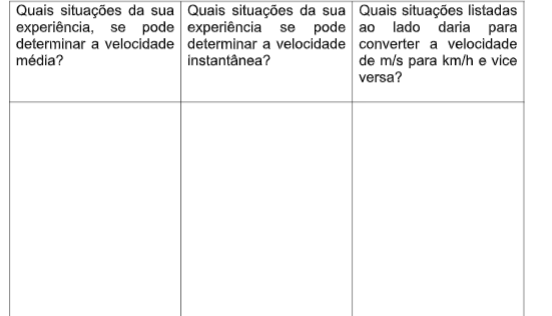 Quais situações da sua
experiência, se pode
determinar a velocidade
média?
Quais situações da sua
experiência se pode
determinar a velocidade
instantânea?
Quais situações listadas
ao lado daria para
converter a velocidade
de m/s para km/h e vice
versa?